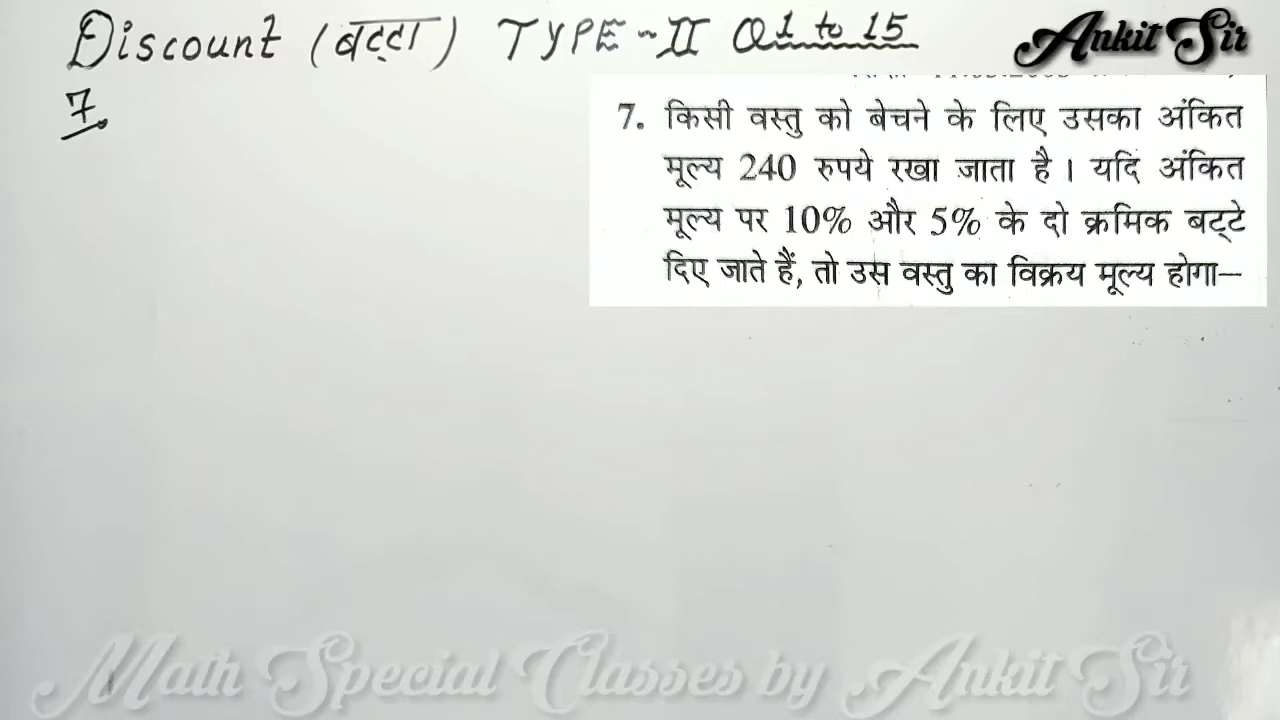 Discount (बट्टा) TYPE-II Q 1 to 15
Ankit Sir
7.
7. किसी वस्तु को बेचने के लिए उसका अंकित
मूल्य 240 रुपये रखा जाता है । यदि अंकित
मूल्य पर 10% और 5% के दो क्रमिक बट्टे
दिए जाते हैं, तो उस वस्तु का विक्रय मूल्य होगा–
Math Special Classes by Ankit Sir